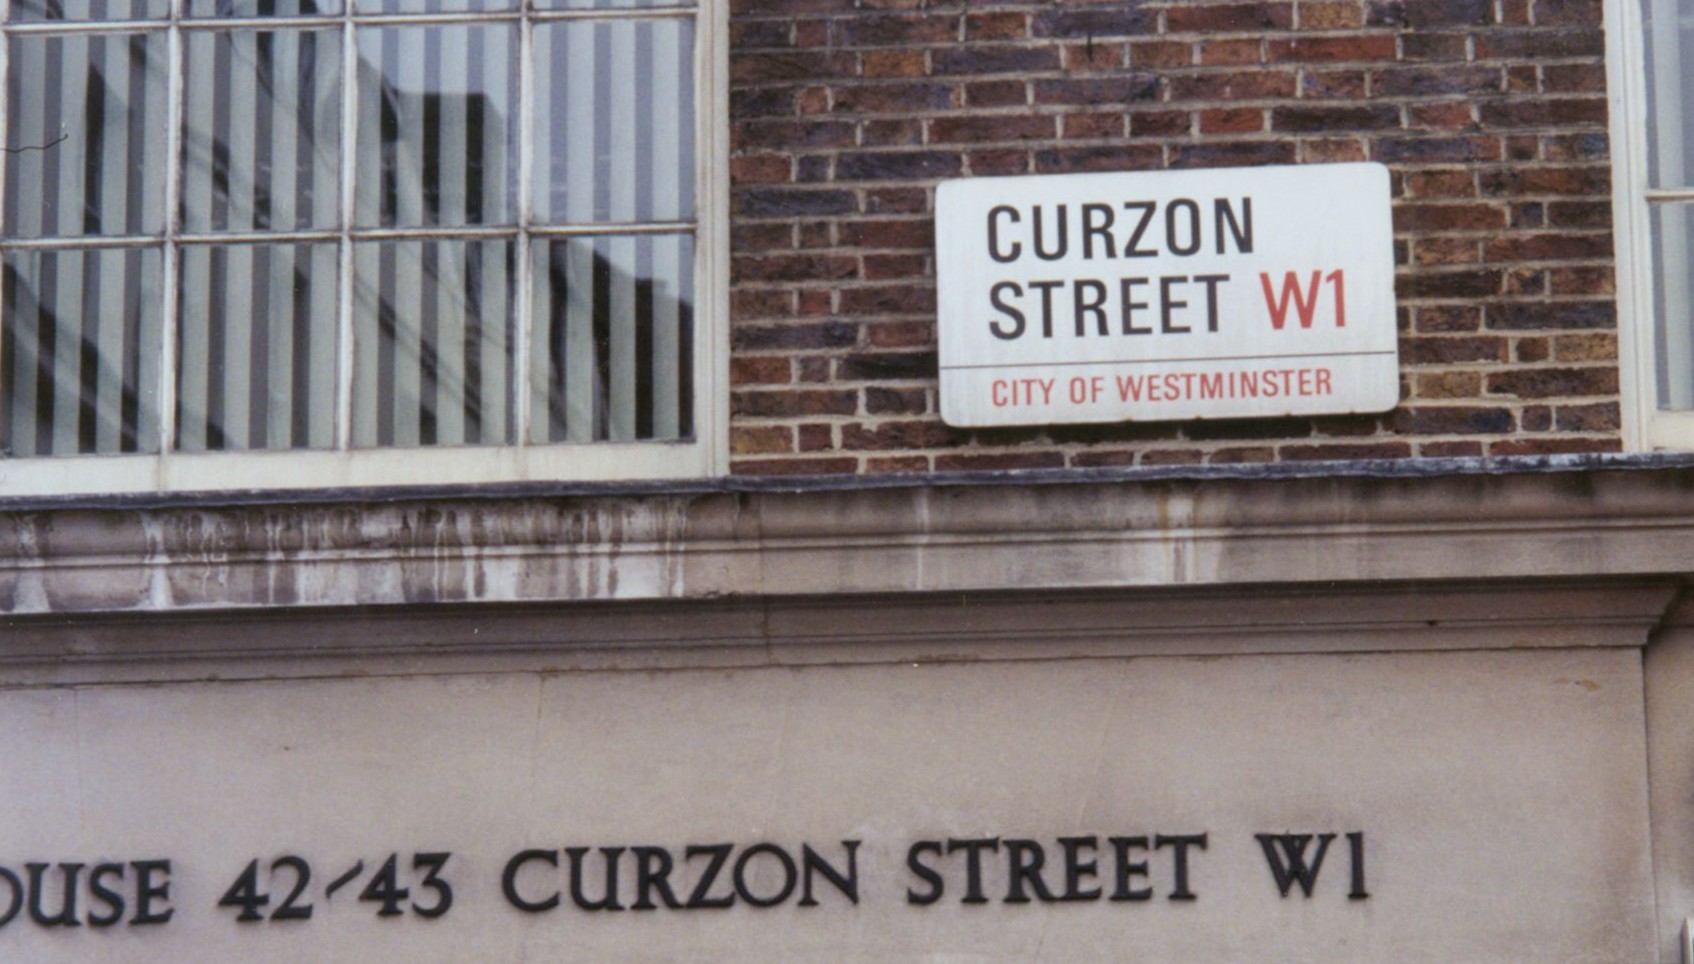 CURZON
STREET W1
CITY OF WESTMINSTER
OUSE 42-43 CURZON STREET W1